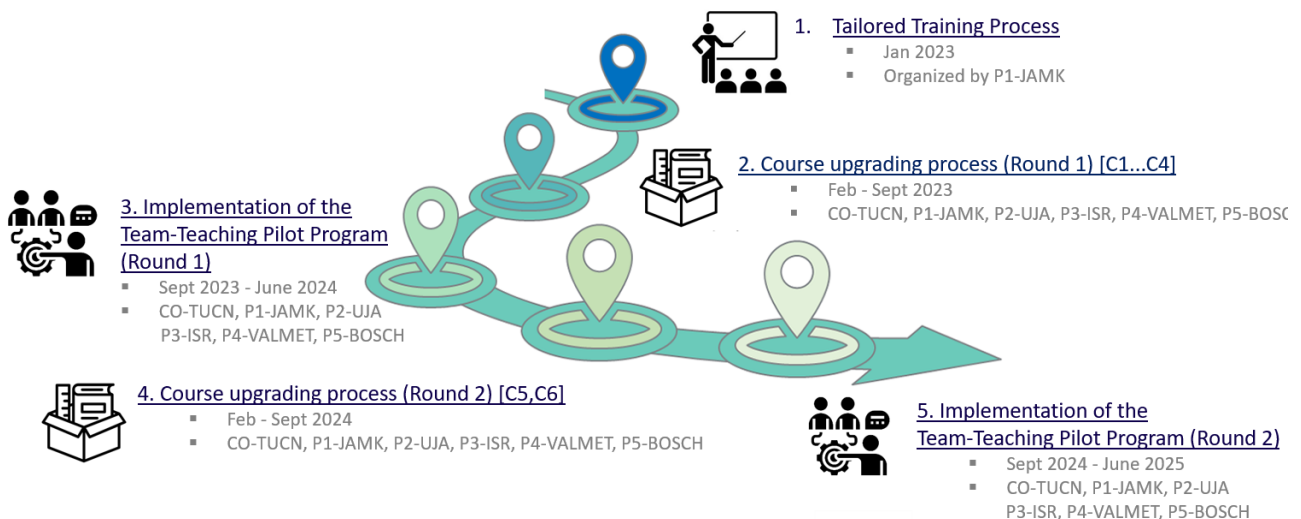 1. Tailored Training Process
▪ Jan 2023
▪ Organized by P1-JAMK
2. Course upgrading process (Round 1) [C1...C4]
▪ Feb - Sept 2023
▪ CO-TUCN, P1-JAMK, P2-UJA, P3-ISR, P4-VALMET, P5-BOSC
3. Implementation of the
Team-Teaching Pilot Program
(Round 1)
▪ Sept 2023 - June 2024
▪ CO-TUCN, P1-JAMK, P2-UJA
P3-ISR, P4-VALMET, P5-BOSCH
4. Course upgrading process (Round 2) [C5,C6]
▪ Feb - Sept 2024
▪ CO-TUCN, P1-JAMK, P2-UJA, P3-ISR, P4-VALMET, P5-BOSCH
5. Implementation of the
Team-Teaching Pilot Program (Round 2)
▪ Sept 2024 - June 2025
▪ CO-TUCN, P1-JAMK, P2-UJA
P3-ISR, P4-VALMET, P5-BOSCH